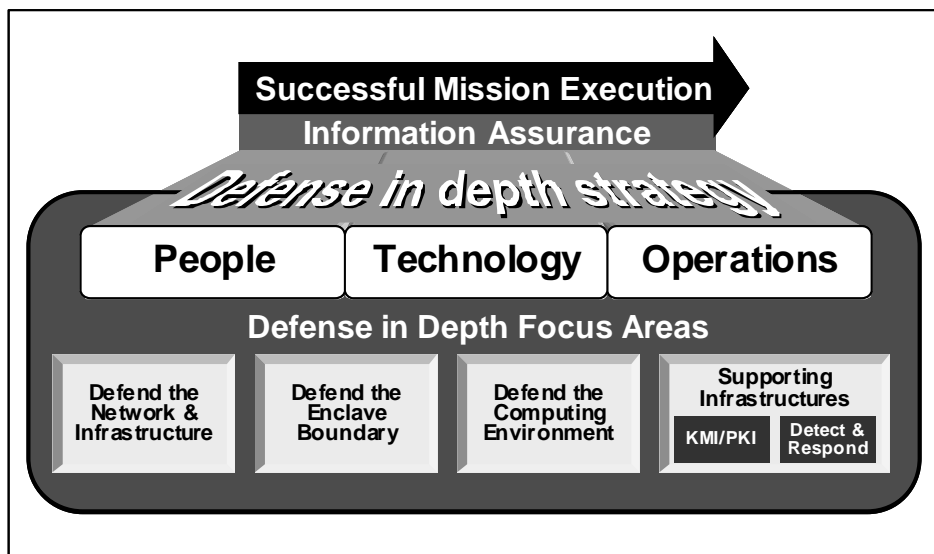 Successful Mission Execution
Information Assurance
Defense in depth strategy
People
Technology
Operations
Defense in Depth Focus Areas
Defend the
Network &
Infrastructure
Defend the
Enclave
Boundary
Defend the
Computing
Environment
Supporting
Infrastructures
KMI/PKI
Detect &
Respond